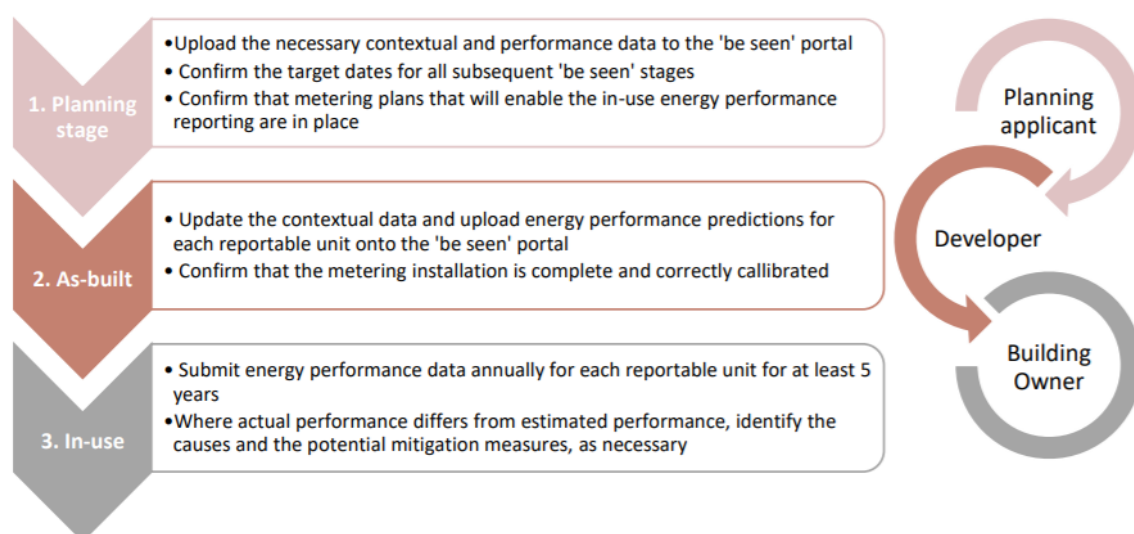 1. Planning
stage
•Upload the necessary contextual and performance data to the 'be seen' portal
• Confirm the target dates for all subsequent 'be seen' stages
• Confirm that metering plans that will enable the in-use energy performance
reporting are in place
Planning
applicant
2. As-built
• Update the contextual data and upload energy performance predictions for
each reportable unit onto the 'be seen' portal
• Confirm that the metering installation is complete and correctly callibrated
Developer
3. In-use
• Submit energy performance data annually for each reportable unit for at least 5
years
•Where actual performance differs from estimated performance, identify the
causes and the potential mitigation measures, as necessary
Building
Owner